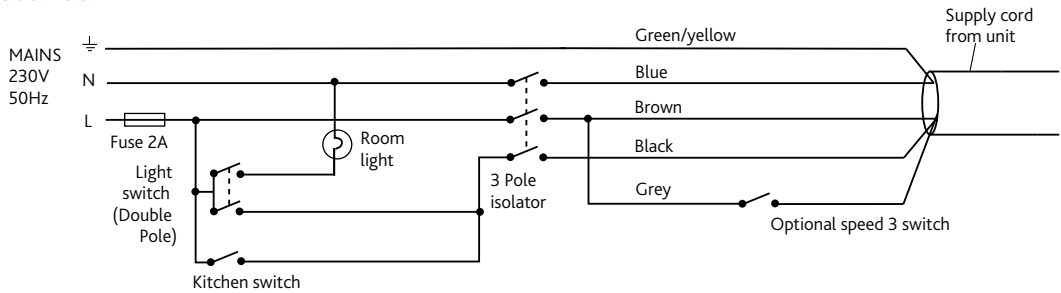 Supply cord
from unit
Green/yellow
MAINS
230V
50Hz
N
Blue
L
Brown
Fuse 2A
Room
light
Black
Light
switch
(Double
Pole)
3 Pole
isolator
Grey
Optional speed 3 switch
Kitchen switch